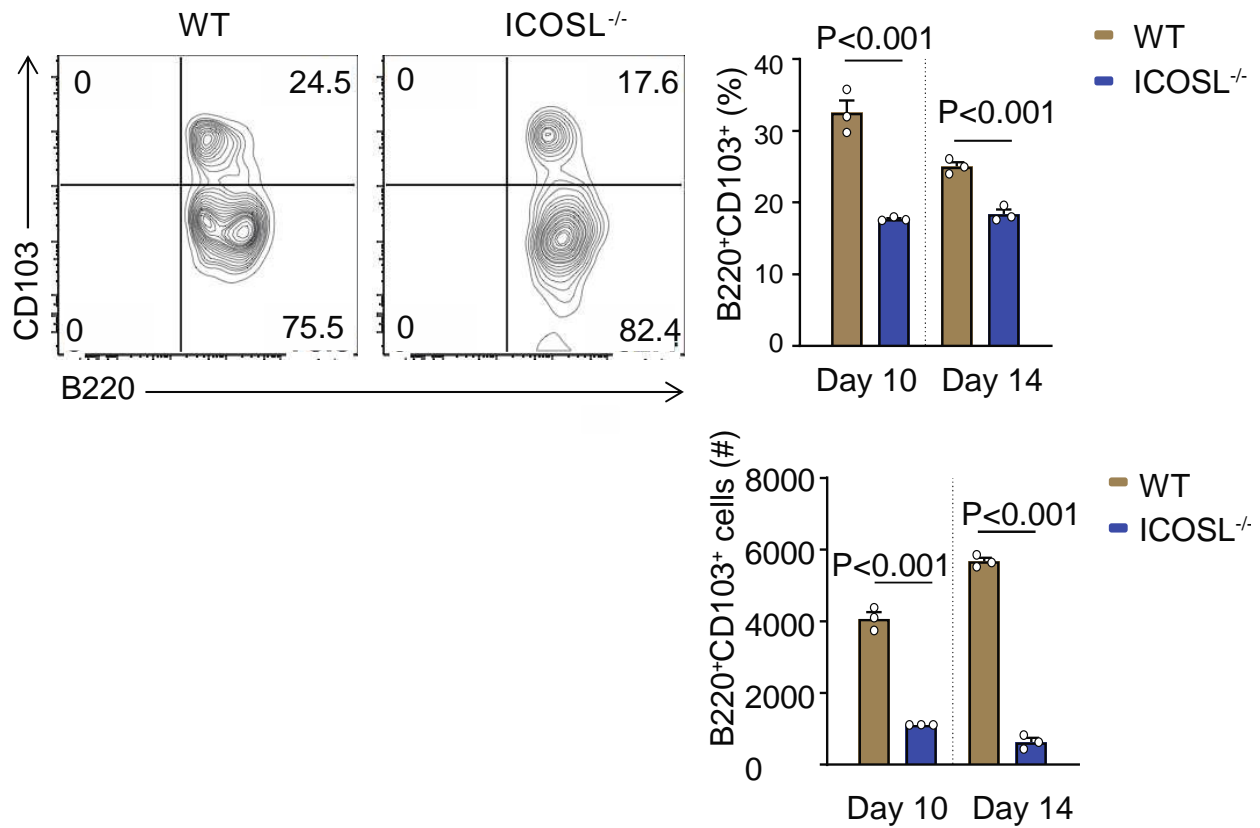 WT
ICOSL-/-
0
24.5
0
17.6
CD103
0
75.5
0
82.4
B220
P<0.001
WT
ICOSL-/-
P<0.001
B220+CD103+ (%)
40
30
20
10
0
Day 10
Day 14
B220+CD103+ cells (#)
8000
6000
4000
2000
0
WT
ICOSL-/-
P<0.001
P<0.001
Day 10
Day 14